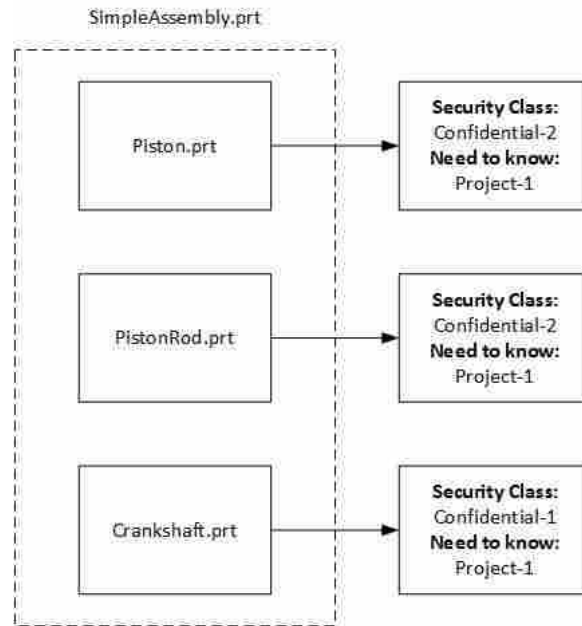 SimpleAssembly.prt
Piston.prt
Security Class:
Confidential-2
Need to know:
Project-1
PistonRod.prt
Security Class:
Confidential-2
Need to know:
Project-1
Crankshaft.prt
Security Class:
Confidential-1
Need to know:
Project-1